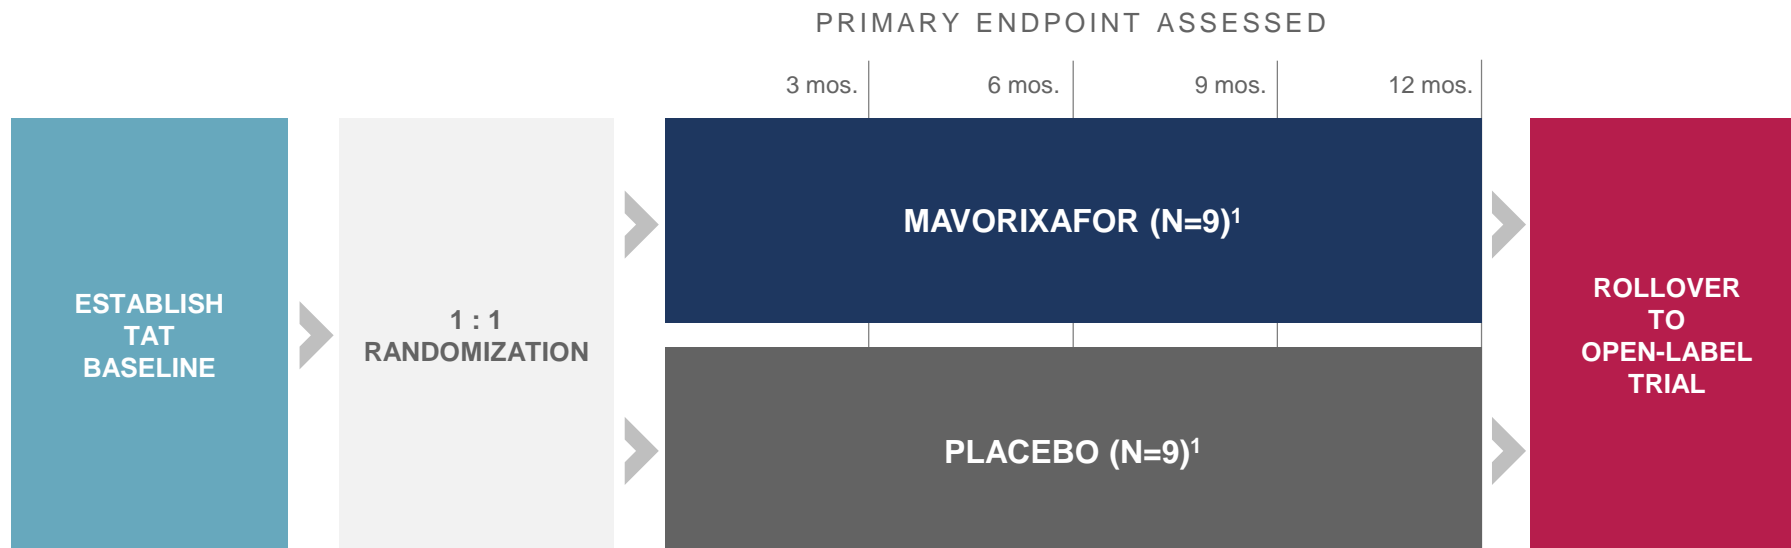 PRIMARY ENDPOINT ASSESSED
3 mos.
6 mos.
9 mos.
12 mos.
ESTABLISH
TAT
BASELINE
1 : 1
RANDOMIZATION
MAVORIXAFOR (N=9)¹
PLACEBO (N=9)¹
ROLLOVER
TO
OPEN-LABEL
TRIAL